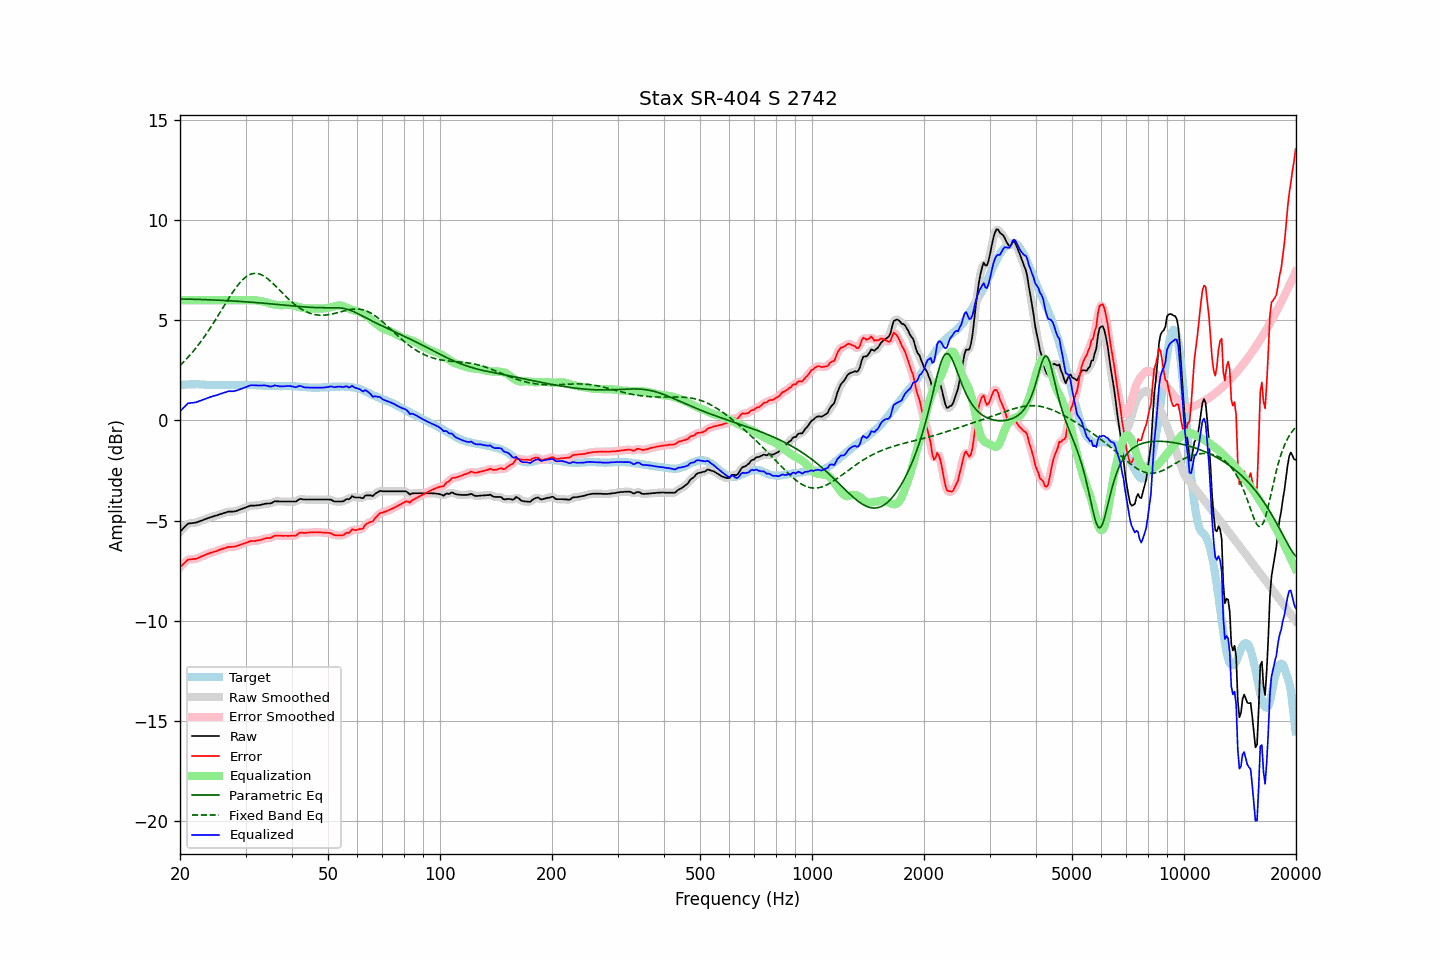 Stax SR-404 S 2742
15
10
5
0
−5
−10
−15
−20
Amplitude (dBr)
Target
Raw Smoothed
Error Smoothed
Raw
Error
Equalization
Parametric Eq
Fixed Band Eq
Equalized
20 50 100 200 500 1000 2000 5000 10000 20000
Frequency (Hz)